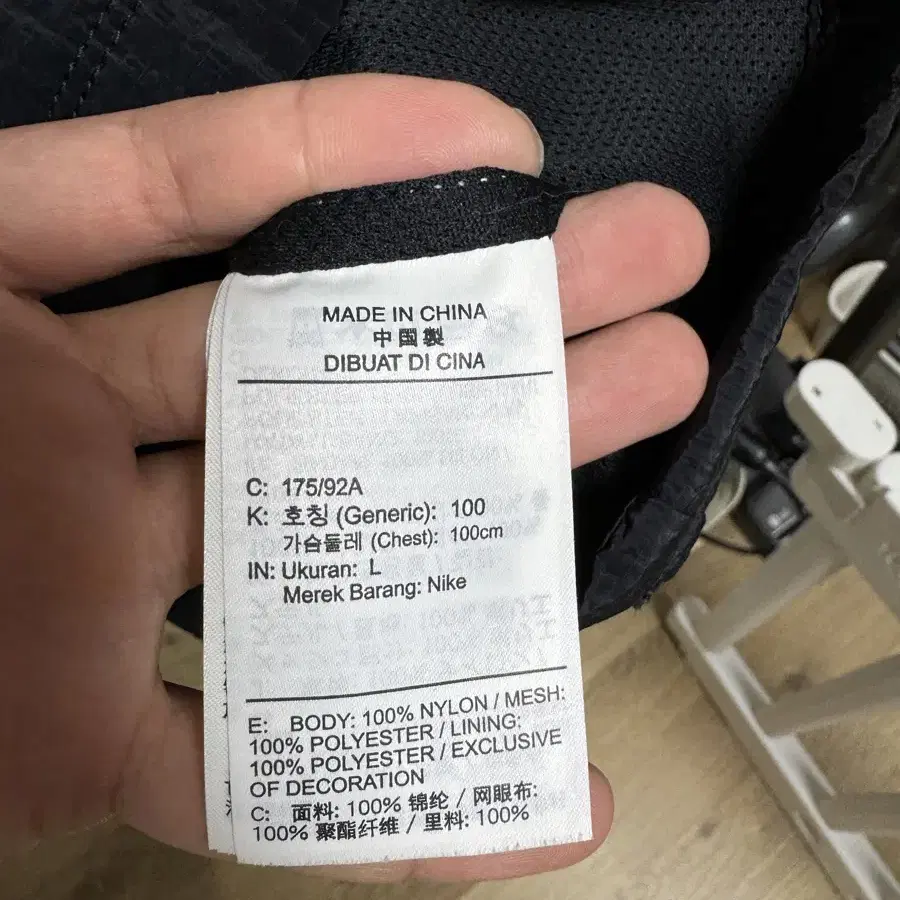 MADE IN CHINA
中国製
DIBUAT DI CINA
C: 175/92A
K: 호칭 (Generic): 100
가슴둘레 (Chest): 100cm
IN: Ukuran: L
Merek Barang: Nike
E: BODY: 100% NYLON / MESH:
100% POLYESTER / LINING:
100% POLYESTER / EXCLUSIVE
OF DECORATION
C: 面料: 100% 锦纶 / 网眼布:
100% 聚酯纤维 / 里料: 100%